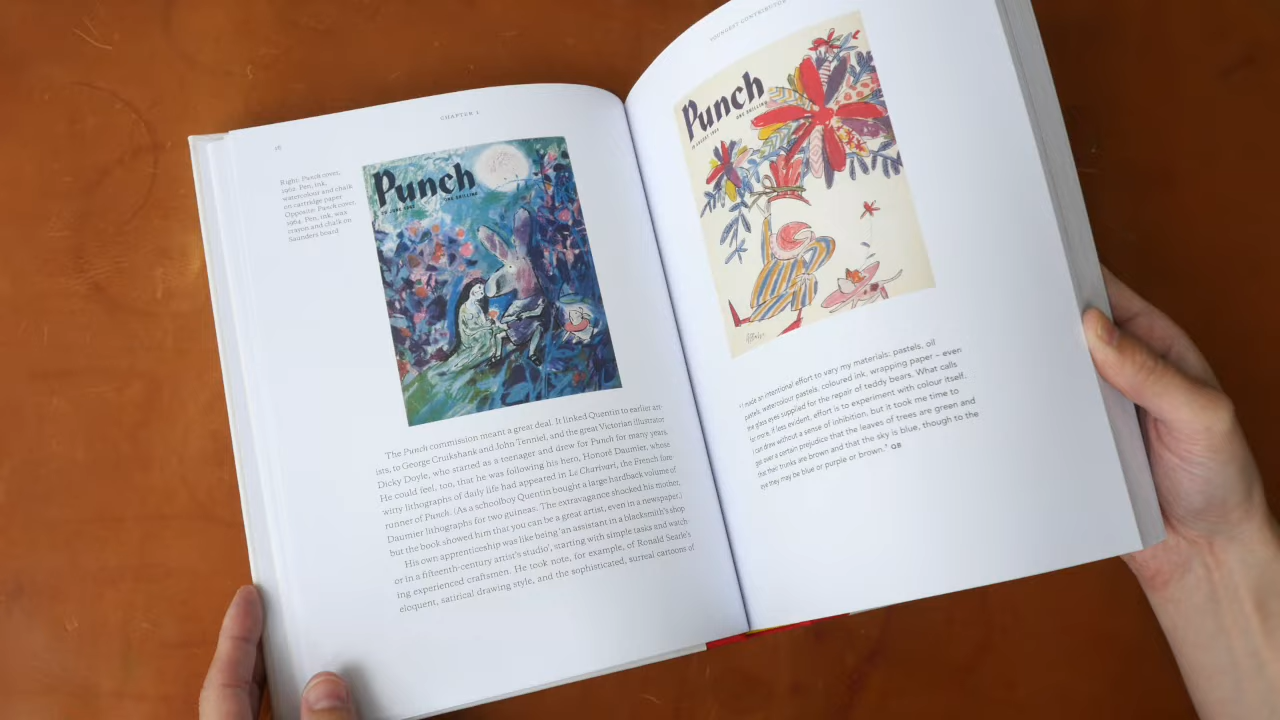 CHAPTER 2
Right: Punch cover,
1962. Pen, ink,
watercolour and chalk
on cartridge paper
Opposite: Punch cover,
1964. Pen, ink, wax
crayon and chalk on
Saunders board
Punch
JUNE
ONE SHILLING
The Punch commission meant a great deal. It linked Quentin to earlier art-
ists, to George Cruikshank and John Tenniel, and the great Victorian illustrator
Dicky Doyle, who started as a teenager and drew for Punch for many years.
He could feel, too, that he was following his hero, Honoré Daumier, whose
witty lithographs of daily life had appeared in Le Charivari, the French fore-
runner of Punch. (As a schoolboy Quentin bought a large hardback volume of
Daumier lithographs for two guineas. The extravagance shocked his mother,
but the book showed him that you can be a great artist, even in a newspaper.)
His own apprenticeship was like being 'an assistant in a blacksmith's shop
or in a fifteenth-century artist's studio', starting with simple tasks and watch-
ing experienced craftsmen. He took note, for example, of Ronald Searle's
eloquent, satirical drawing style, and the sophisticated, surreal cartoons of
YOUNGEST CONTRIBUTOR
Punch
AUGUST
ONE SHILLING
"I made an intentional effort to vary my materials: pastels, oil
pastels, watercolour pastels, coloured ink, wrapping paper – even
the glass eyes supplied for the repair of teddy bears. What calls
for more, if less evident, effort is to experiment with colour itself.
I can draw without a sense of inhibition, but it took me time to
get over a certain prejudice that the leaves of trees are green and
that their trunks are brown and that the sky is blue, though to the
eye they may be blue or purple or brown." QB